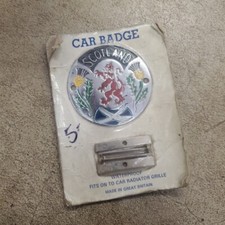 CAR BADGE
SCOTLAND
5/-
FITS ON TO CAR RADIATOR GRILLE
MADE IN GREAT BRITAIN